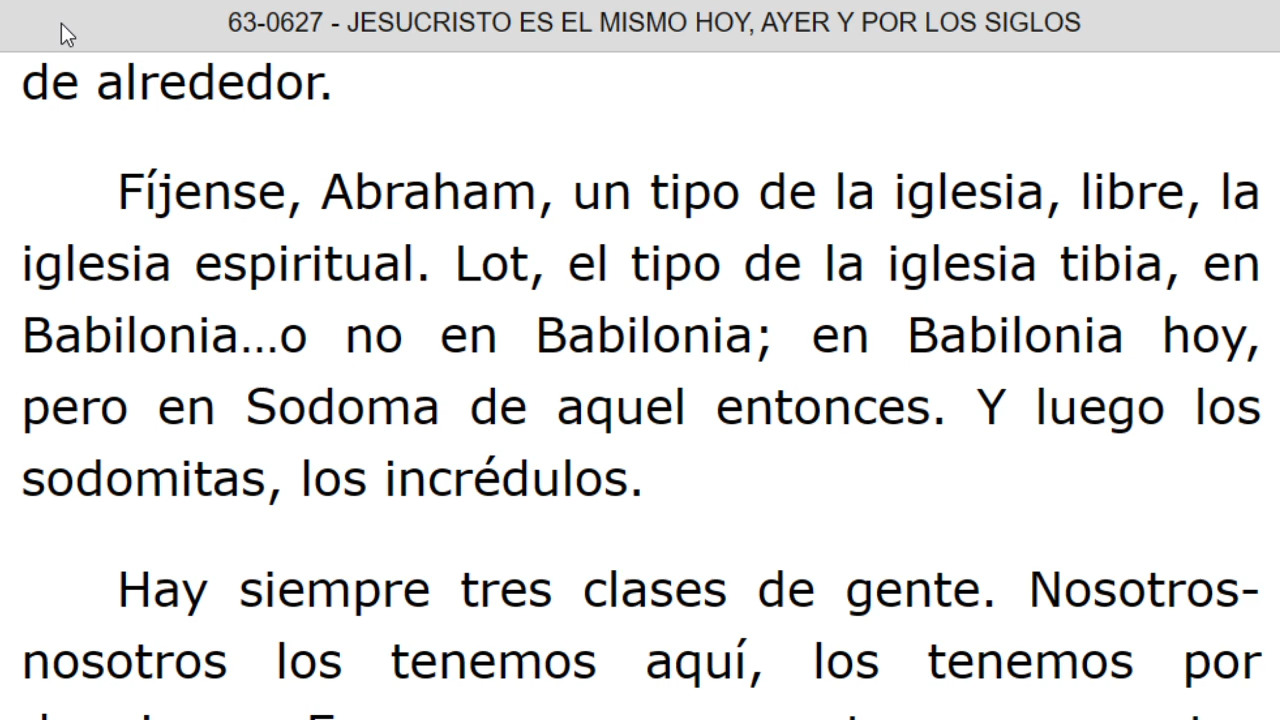 63-0627 - JESUCRISTO ES EL MISMO HOY, AYER Y POR LOS SIGLOS
de alrededor.
Fíjense, Abraham, un tipo de la iglesia, libre, la
iglesia espiritual. Lot, el tipo de la iglesia tibia, en
Babilonia...o no en Babilonia; en Babilonia hoy,
pero en Sodoma de aquel entonces. Y luego los
sodomitas, los incrédulos.
Hay siempre tres clases de gente. Nosotros-
nosotros los tenemos aquí, los tenemos por